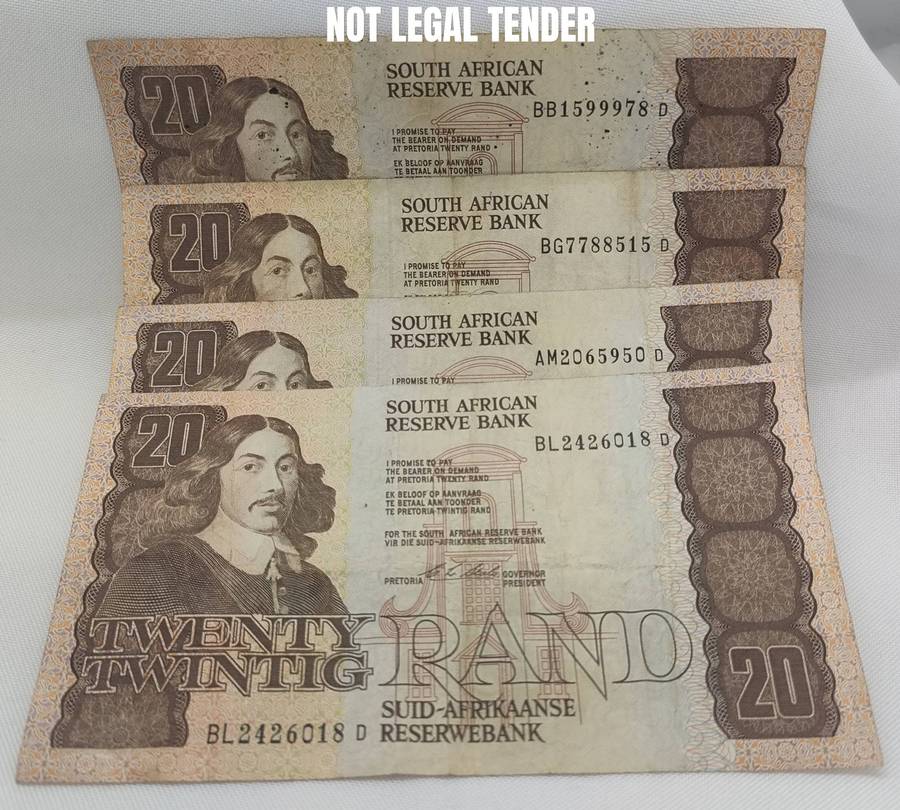 NOT LEGAL TENDER
20
SOUTH AFRICAN
RESERVE BANK
BB1599978 D
I PROMISE TO PAY
THE BEARER ON DEMAND
AT PRETORIA TWENTY RAND
EK BELOOF OP AANVRAAG
TE BETAAL AAN TOONDER
20
SOUTH AFRICAN
RESERVE BANK
BG7788515 D
I PROMISE TO PAY
THE BEARER ON DEMAND
AT PRETORIA TWENTY RAND
20
SOUTH AFRICAN
RESERVE BANK
AM2065950 D
I PROMISE TO PAY
20
SOUTH AFRICAN
RESERVE BANK
BL2426018 D
I PROMISE TO PAY
THE BEARER ON DEMAND
AT PRETORIA TWENTY RAND
EK BELOOF OP AANVRAAG
TE BETAAL AAN TOONDER
TE PRETORIA TWINTIG RAND
FOR THE SOUTH AFRICAN RESERVE BANK
VIR DIE SUID-AFRIKAANSE RESERWEBANK
PRETORIA GOVERNOR
PRESIDENT
TWENTY
TWINTIG RAND
20
SUID-AFRIKAANSE
RESERWEBANK
BL2426018 D